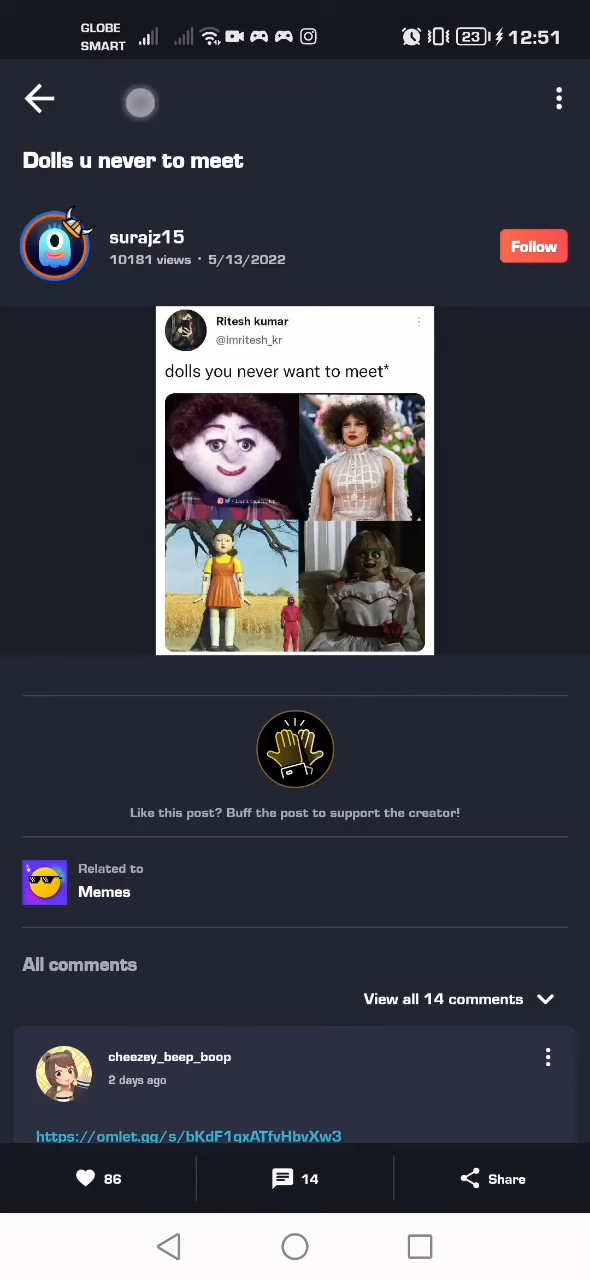 GLOBE
SMART
23
12:51
Dolls u never to meet
surajz15
10181 views · 5/13/2022
Follow
Ritesh kumar
@imritesh_kr
dolls you never want to meet*
Like this post? Buff the post to support the creator!
Related to
Memes
All comments
View all 14 comments
cheezey_beep_boop
2 days ago
86
14
Share